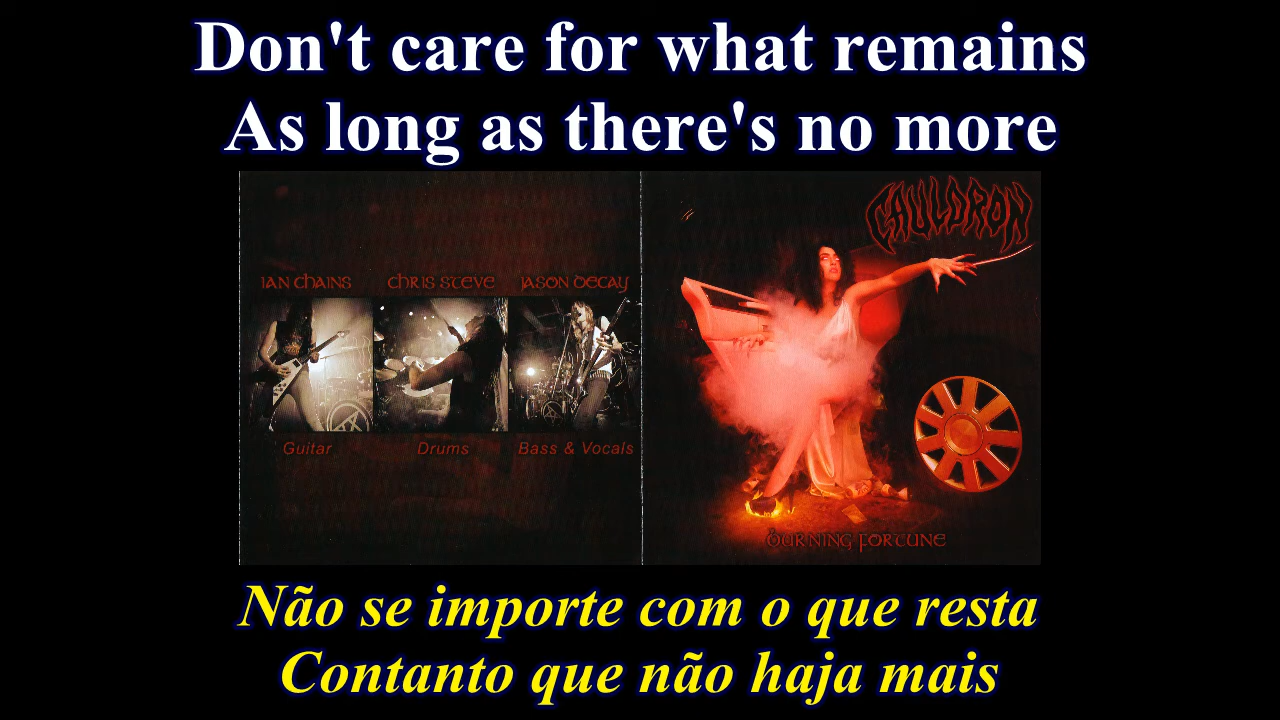 Don't care for what remains
As long as there's no more
CAULDRON
IAN CHAINS CHRIS STEVE JASON DECAY
Guitar Drums Bass & Vocals
BURNING FORTUNE
Não se importe com o que resta
Contanto que não haja mais